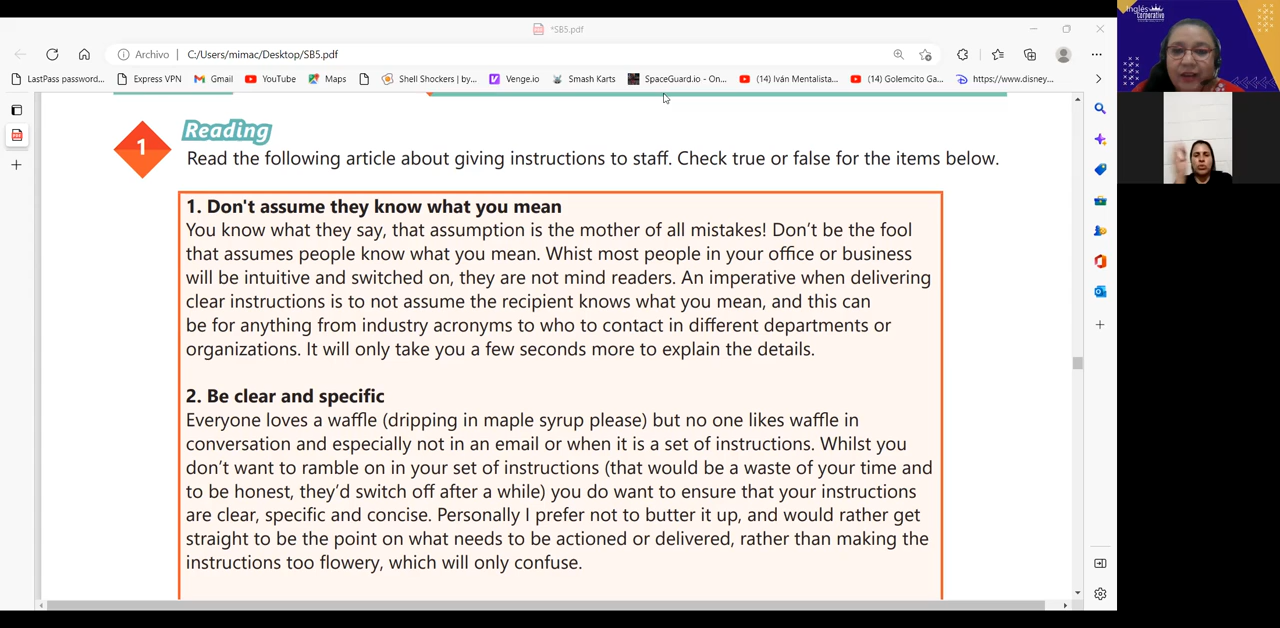 *SB5.pdf
Archivo | C:/Users/mimac/Desktop/SB5.pdf
LastPass password... Express VPN Gmail YouTube Maps Shell Shockers | by... Venge.io Smash Karts SpaceGuard.io - On... (14) Iván Mentalista... (14) Golemcito Ga... https://www.disney...
Inglés
Corporativo
1 Reading
Read the following article about giving instructions to staff. Check true or false for the items below.
1. Don't assume they know what you mean
You know what they say, that assumption is the mother of all mistakes! Don't be the fool
that assumes people know what you mean. Whist most people in your office or business
will be intuitive and switched on, they are not mind readers. An imperative when delivering
clear instructions is to not assume the recipient knows what you mean, and this can
be for anything from industry acronyms to who to contact in different departments or
organizations. It will only take you a few seconds more to explain the details.
2. Be clear and specific
Everyone loves a waffle (dripping in maple syrup please) but no one likes waffle in
conversation and especially not in an email or when it is a set of instructions. Whilst you
don't want to ramble on in your set of instructions (that would be a waste of your time and
to be honest, they'd switch off after a while) you do want to ensure that your instructions
are clear, specific and concise. Personally I prefer not to butter it up, and would rather get
straight to be the point on what needs to be actioned or delivered, rather than making the
instructions too flowery, which will only confuse.